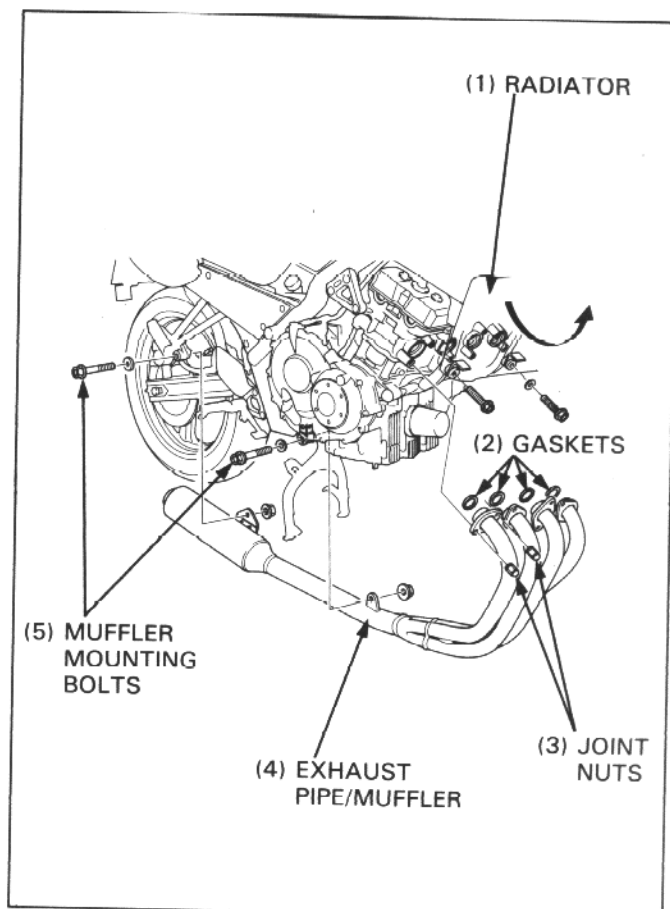 (1) RADIATOR
(2) GASKETS
(5) MUFFLER
MOUNTING
BOLTS
(3) JOINT
NUTS
(4) EXHAUST
PIPE/MUFFLER